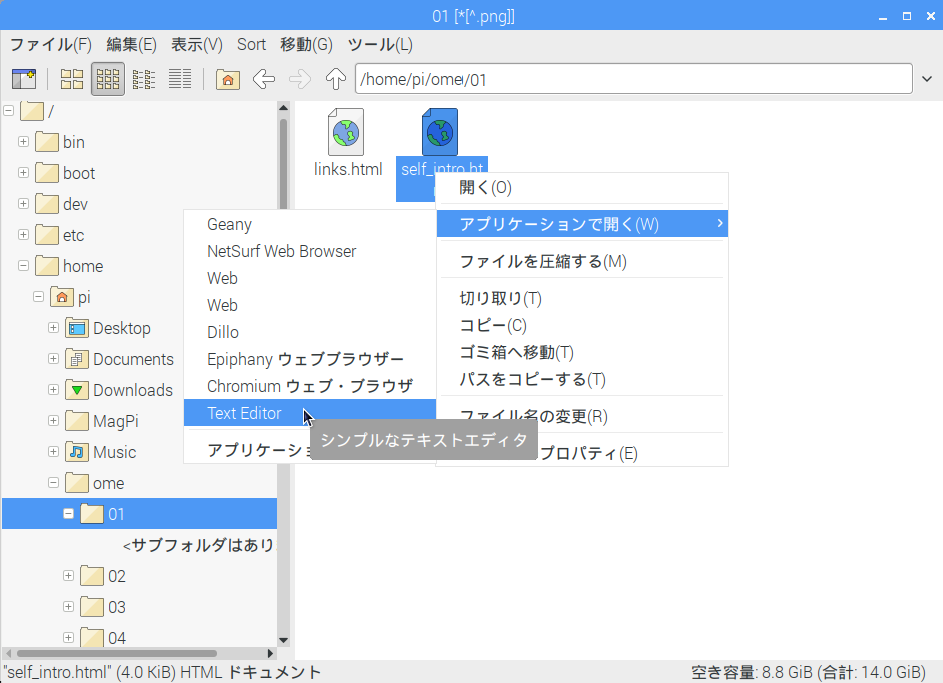 01 [*[^.png]]
ファイル(F) 編集(E) 表示(V) Sort 移動(G) ツール(L)
/home/pi/ome/01
/
bin
boot
dev
etc
home
pi
Desktop
Documents
Downloads
MagPi
Music
ome
01
<サブフォルダはあり
02
03
04
links.html
self_intro.ht
開く(O)
アプリケーションで開く(W)
ファイルを圧縮する(M)
切り取り(T)
コピー(C)
ゴミ箱へ移動(T)
パスをコピーする(T)
ファイル名の変更(R)
プロパティ(E)
Geany
NetSurf Web Browser
Web
Web
Dillo
Epiphany ウェブブラウザー
Chromium ウェブ・ブラウザ
Text Editor
アプリケーショ
シンプルなテキストエディタ
"self_intro.html" (4.0 KiB) HTML ドキュメント
空き容量: 8.8 GiB (合計: 14.0 GiB)